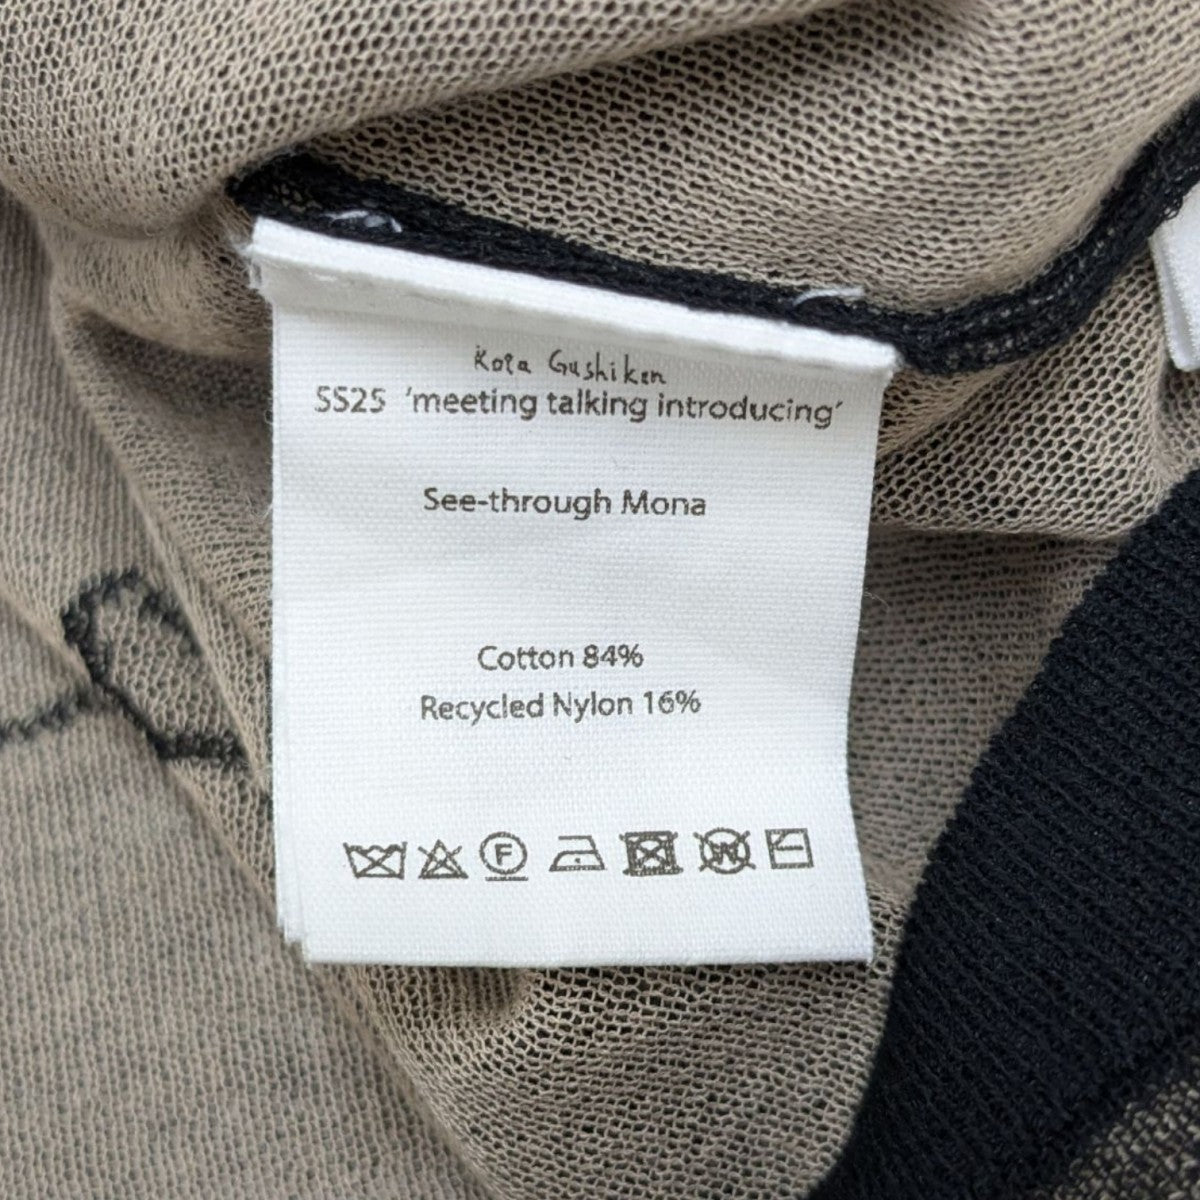 Kota Gushiken
SS25 'meeting talking introducing'
See-through Mona
Cotton 84%
Recycled Nylon 16%
F
W